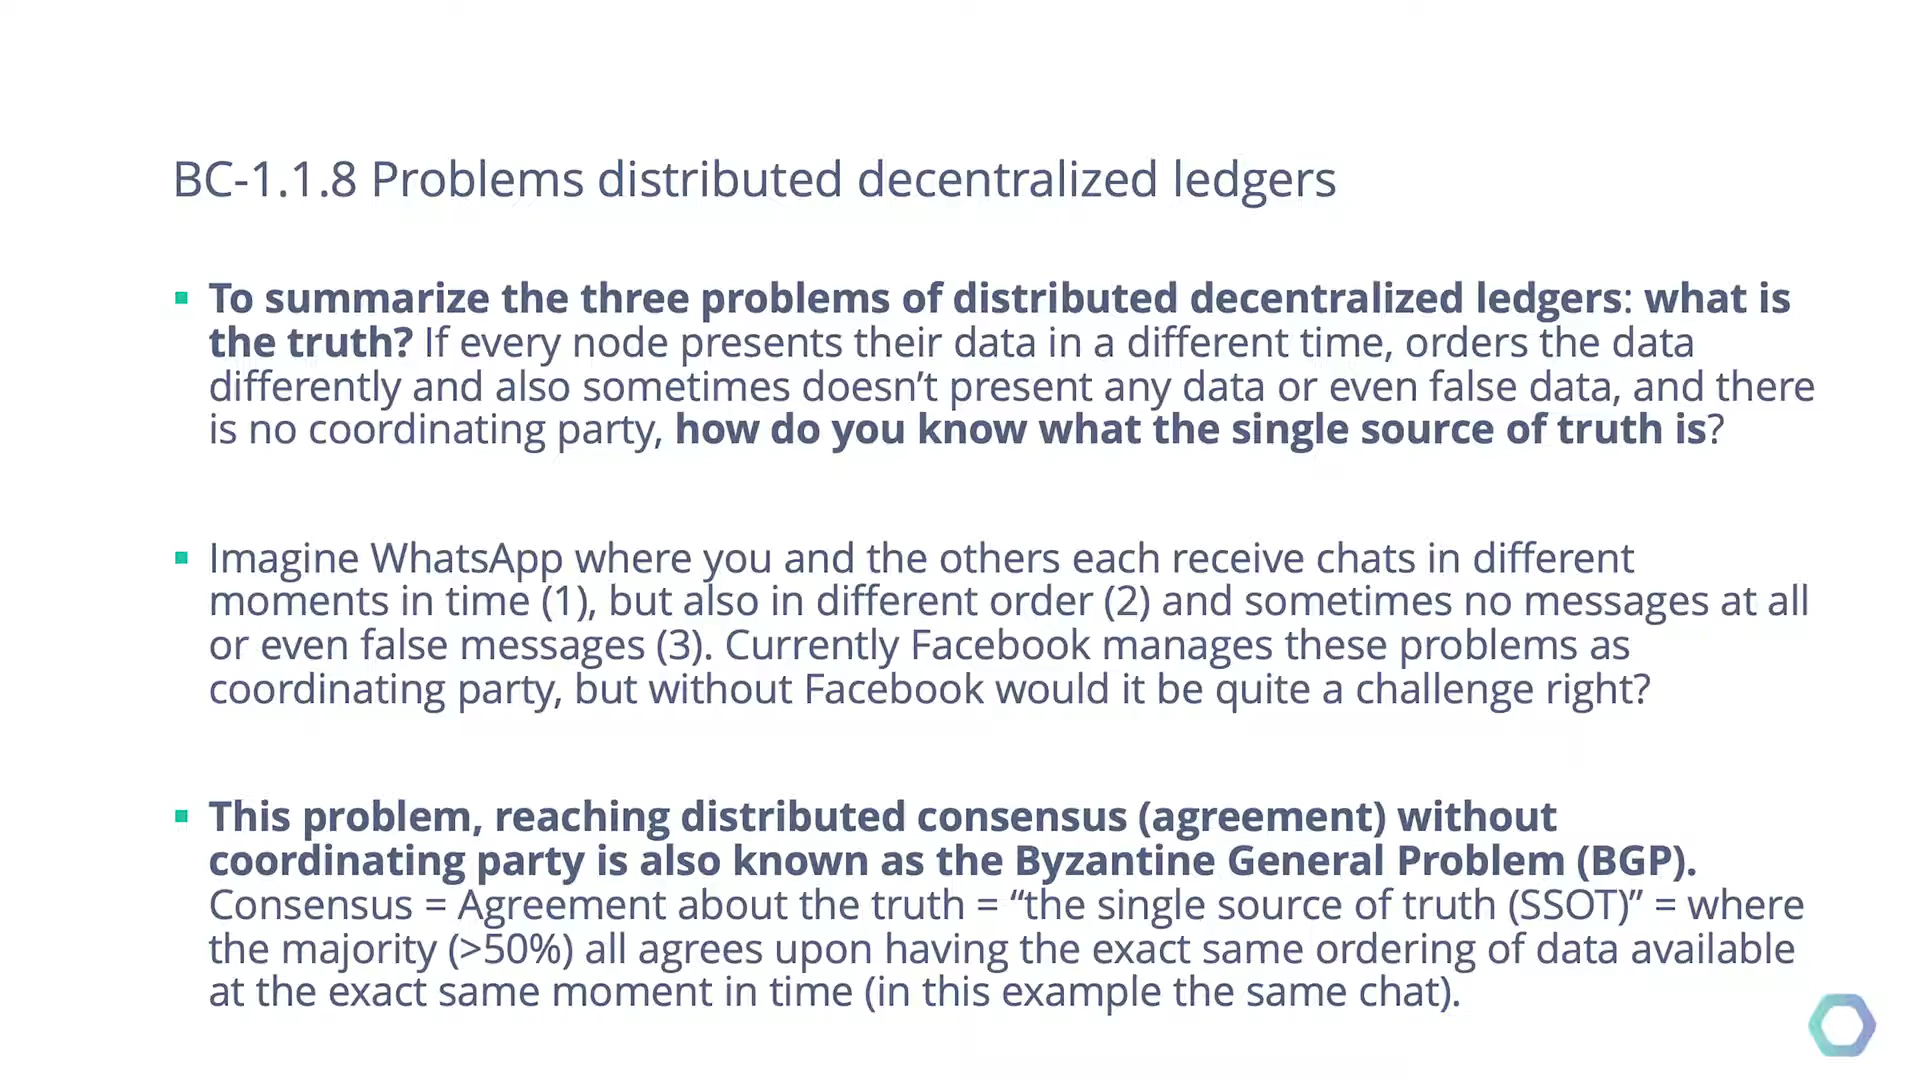 BC-1.1.8 Problems distributed decentralized ledgers
▪ To summarize the three problems of distributed decentralized ledgers: what is
the truth? If every node presents their data in a different time, orders the data
differently and also sometimes doesn’t present any data or even false data, and there
is no coordinating party, how do you know what the single source of truth is?
▪ Imagine WhatsApp where you and the others each receive chats in different
moments in time (1), but also in different order (2) and sometimes no messages at all
or even false messages (3). Currently Facebook manages these problems as
coordinating party, but without Facebook would it be quite a challenge right?
▪ This problem, reaching distributed consensus (agreement) without
coordinating party is also known as the Byzantine General Problem (BGP).
Consensus = Agreement about the truth = “the single source of truth (SSOT)” = where
the majority (>50%) all agrees upon having the exact same ordering of data available
at the exact same moment in time (in this example the same chat).